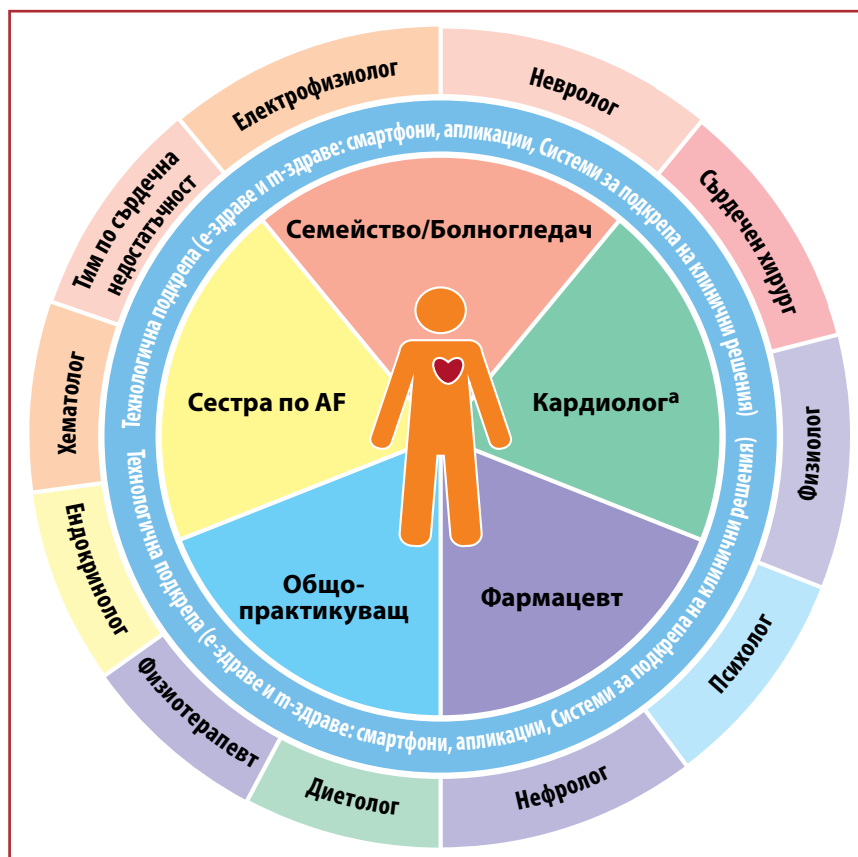 Електрофизиолог
Невролог
Сърдечен хирург
Физиолог
Психолог
Нефролог
Диетолог
Физиотерапевт
Ендокринолог
Хематолог
Тим по сърдечна
недостатъчност
Технологична подкрепа (е-здраве и m-здраве: смартфони, апликации, Системи за подкрепа на клинични решения)
Технологична подкрепа (е-здраве и m-здраве: смартфони, апликации, Системи за подкрепа на клинични решения)
Семейство/Болногледач
Сестра по AF
Кардиологª
Общо-
практикуващ
Фармацевт